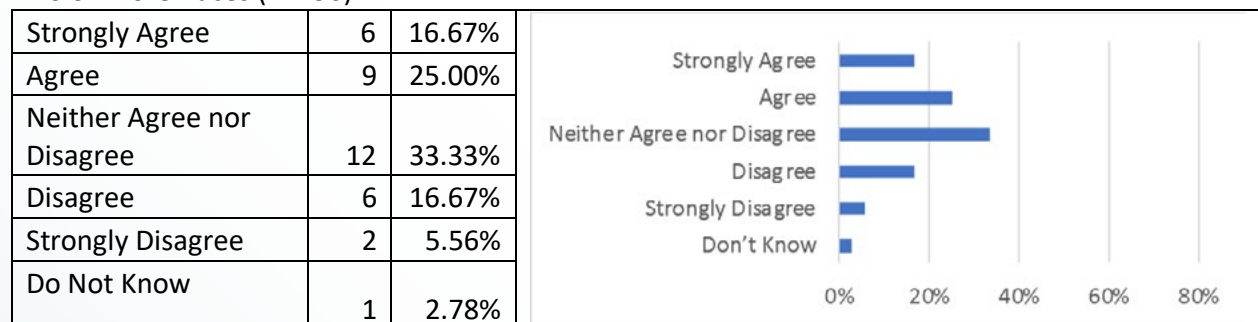 Strongly Agree 6 16.67%
Agree 9 25.00%
Neither Agree nor
Disagree 12 33.33%
Disagree 6 16.67%
Strongly Disagree 2 5.56%
Do Not Know
1 2.78%
Strongly Agree
Agree
Neither Agree nor Disagree
Disagree
Strongly Disagree
Don't Know
0% 20% 40% 60% 80%